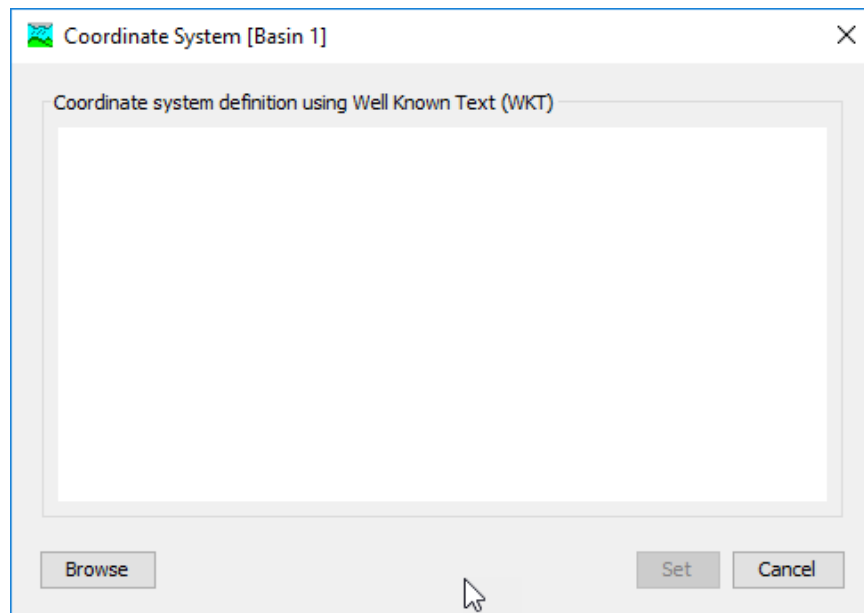 Coordinate System [Basin 1]
Coordinate system definition using Well Known Text (WKT)
Browse
Set
Cancel